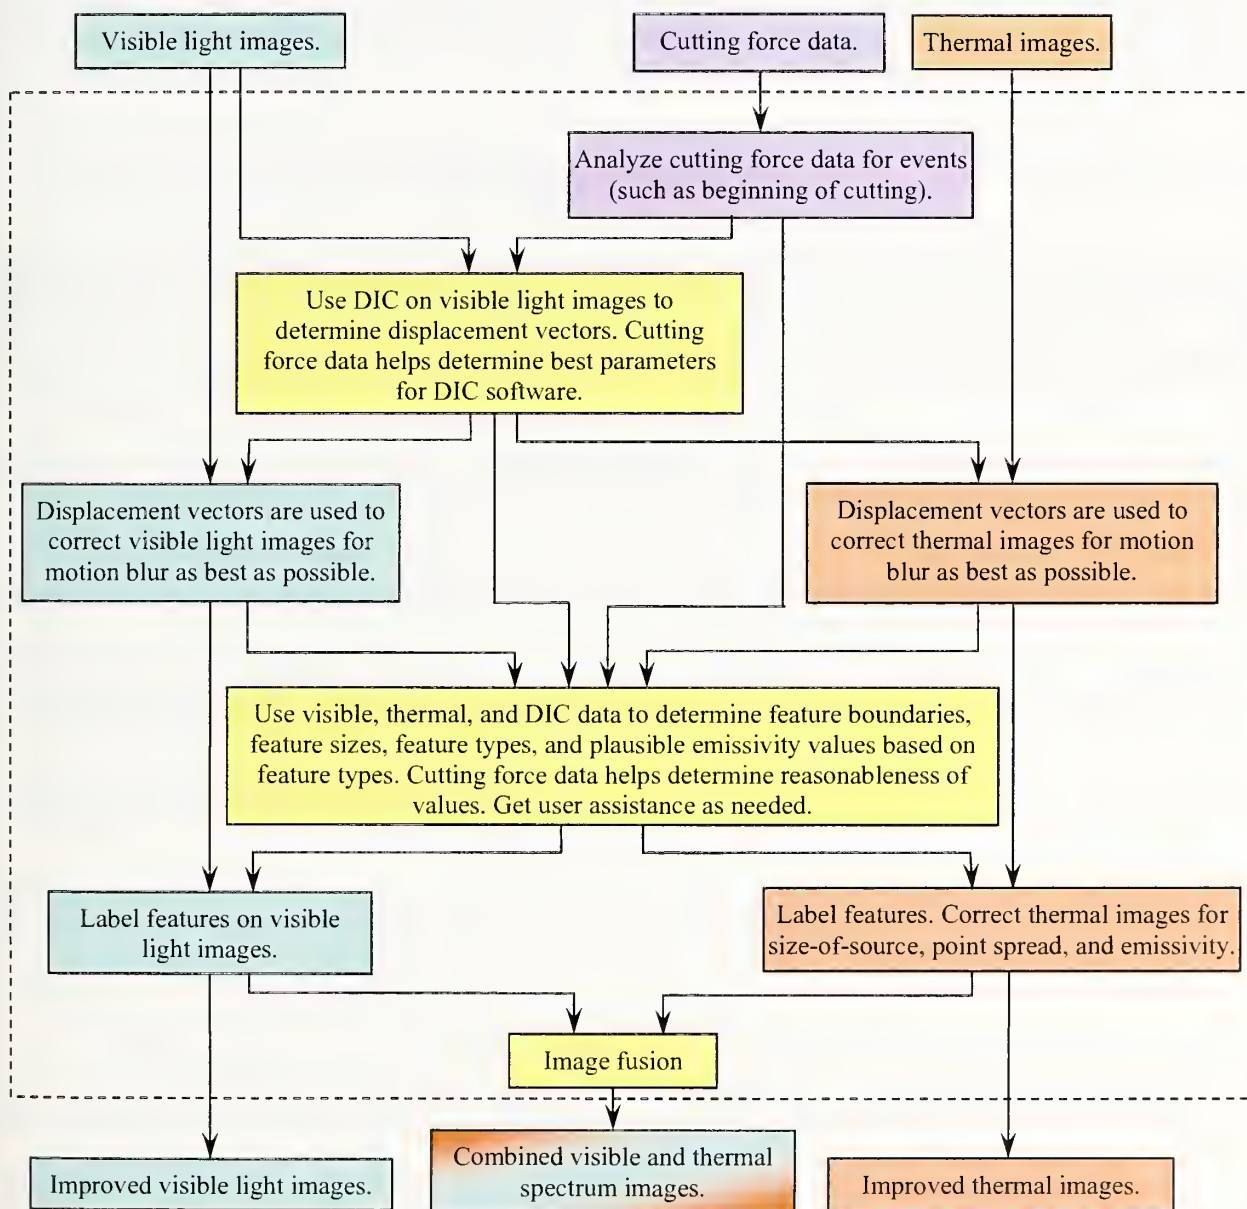 Visible light images.
Cutting force data.
Thermal images.
Analyze cutting force data for events
(such as beginning of cutting).
Use DIC on visible light images to
determine displacement vectors. Cutting
force data helps determine best parameters
for DIC software.
Displacement vectors are used to
correct visible light images for
motion blur as best as possible.
Displacement vectors are used to
correct thermal images for motion
blur as best as possible.
Use visible, thermal, and DIC data to determine feature boundaries,
feature sizes, feature types, and plausible emissivity values based on
feature types. Cutting force data helps determine reasonableness of
values. Get user assistance as needed.
Label features on visible
light images.
Label features. Correct thermal images for
size-of-source, point spread, and emissivity.
Image fusion
Improved visible light images.
Combined visible and thermal
spectrum images.
Improved thermal images.